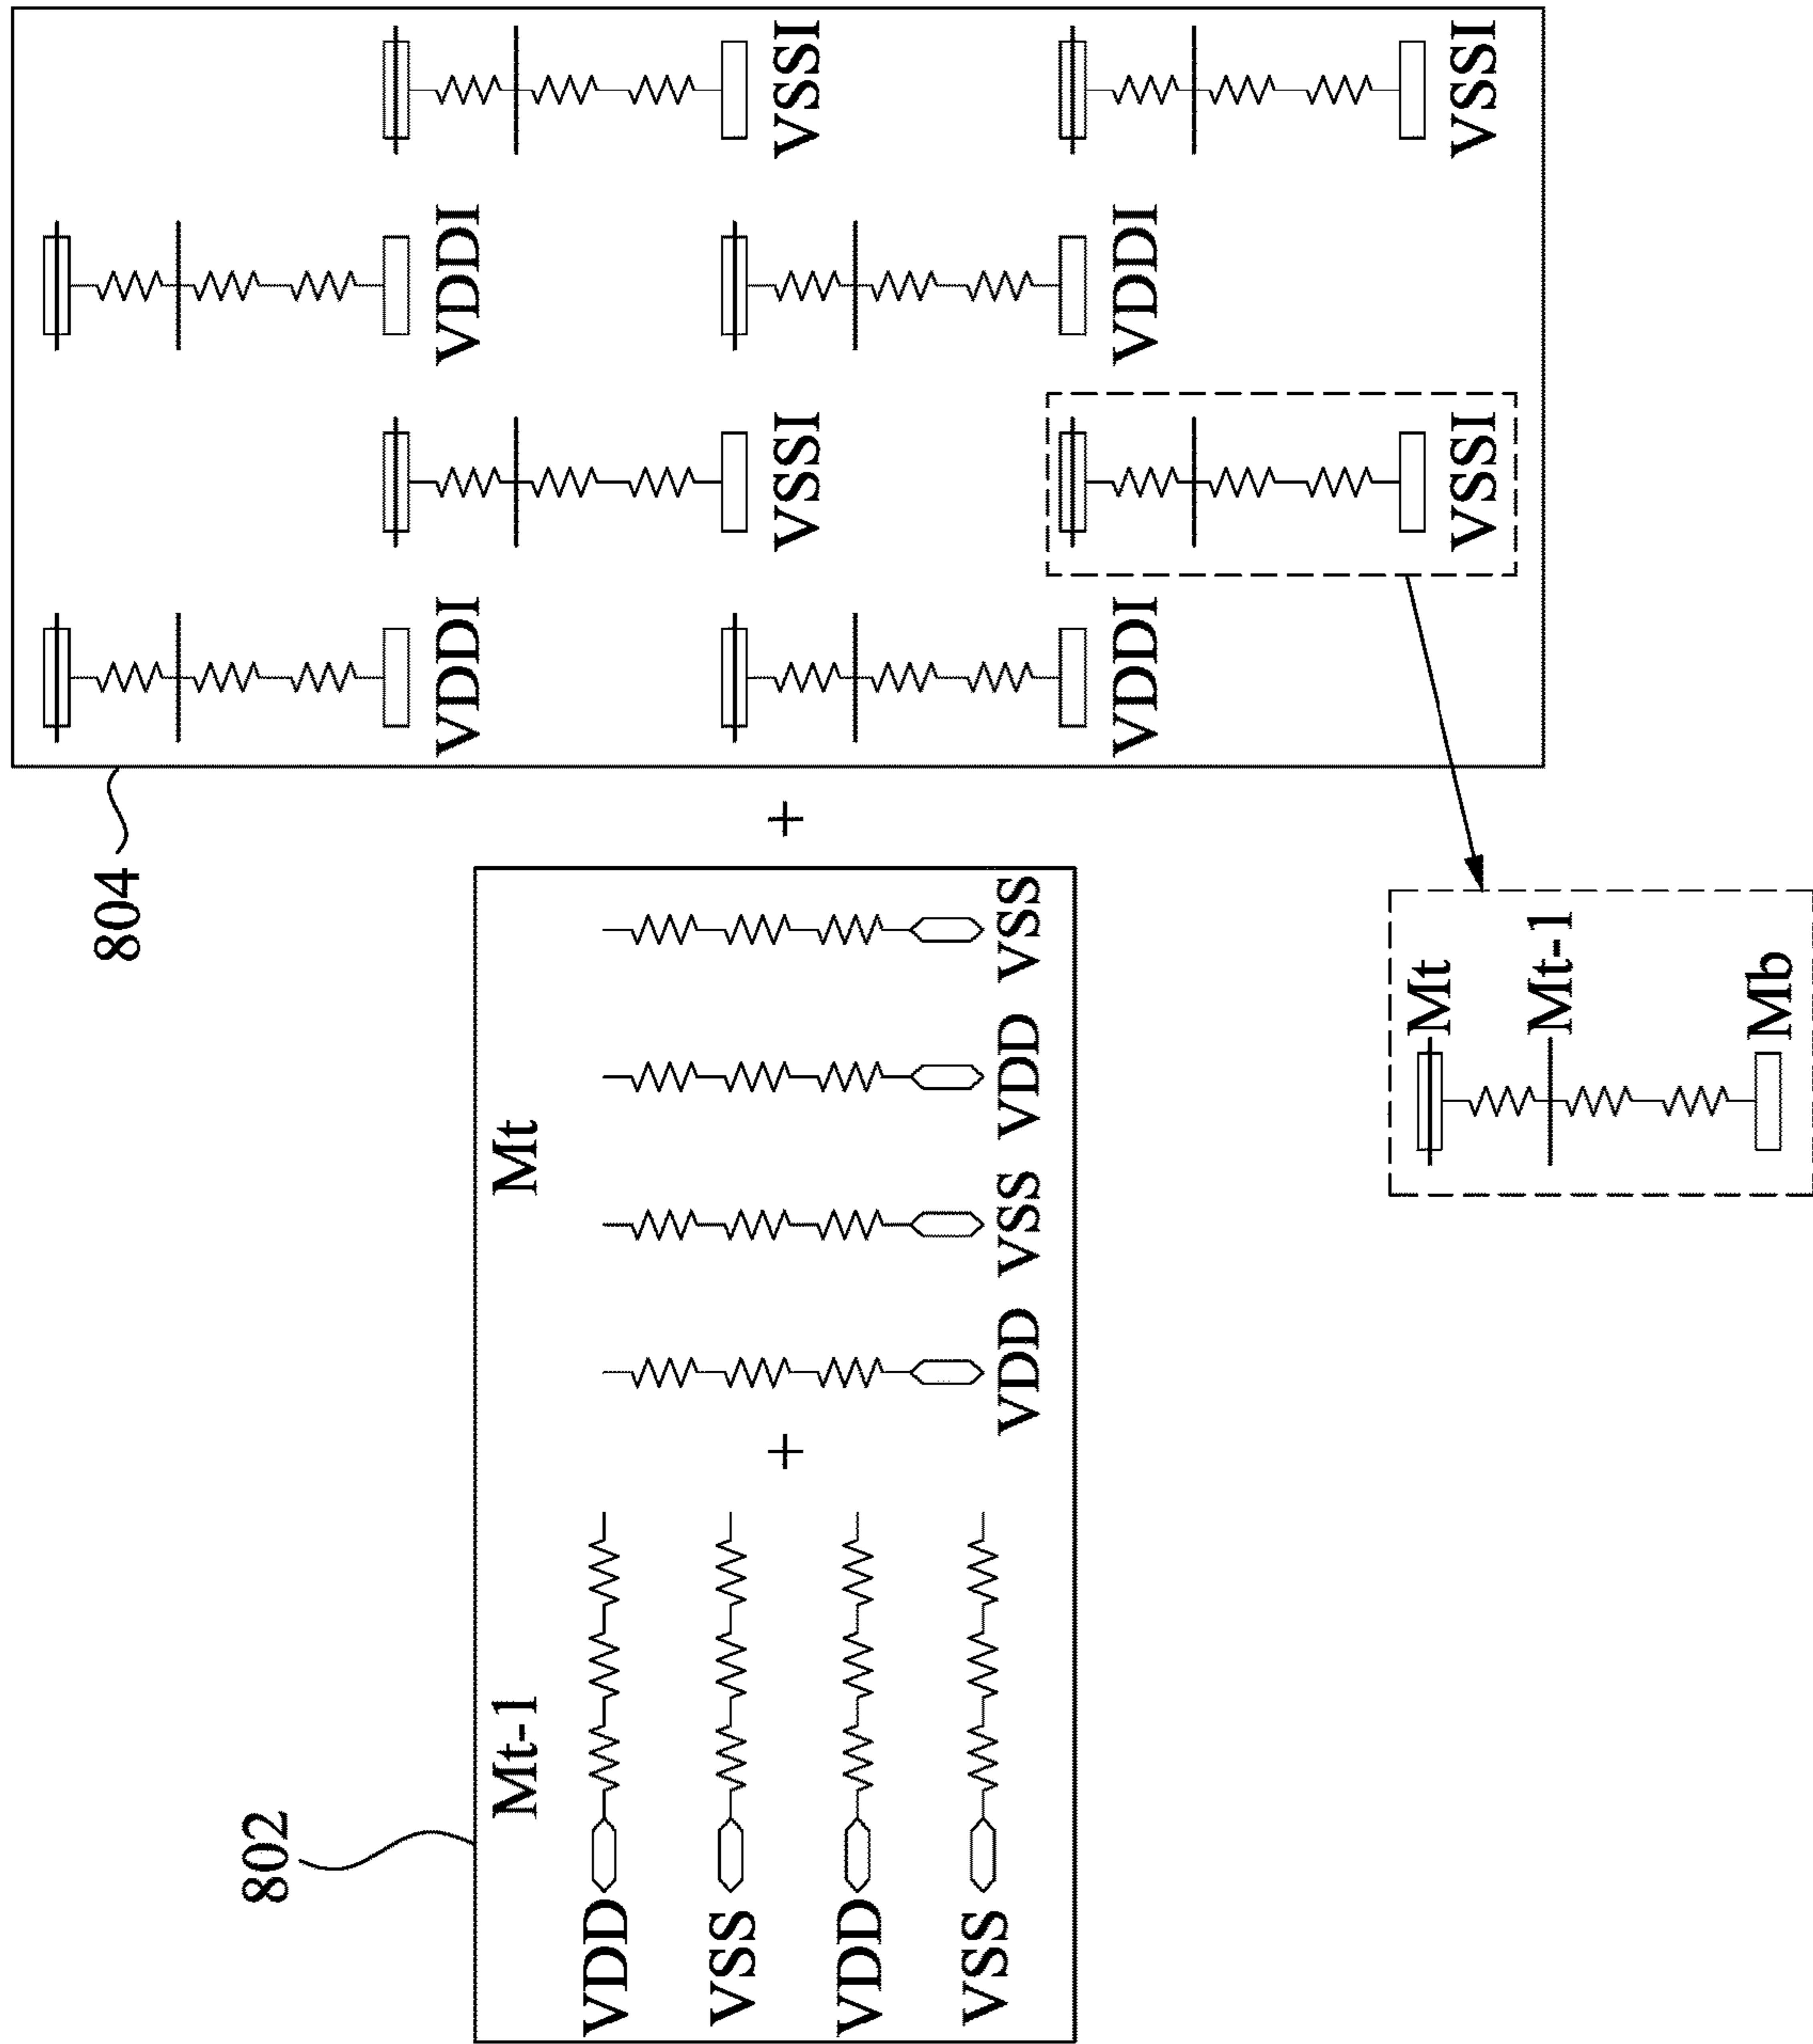 802
Mt-1
VDD
VSS
VDD
VSS
+
Mt
VDD VSS VDD VSS
+
804
VDDI VDDI
VSSI VSSI
VDDI VDDI
VSSI VSSI
Mt
Mt-1
Mb